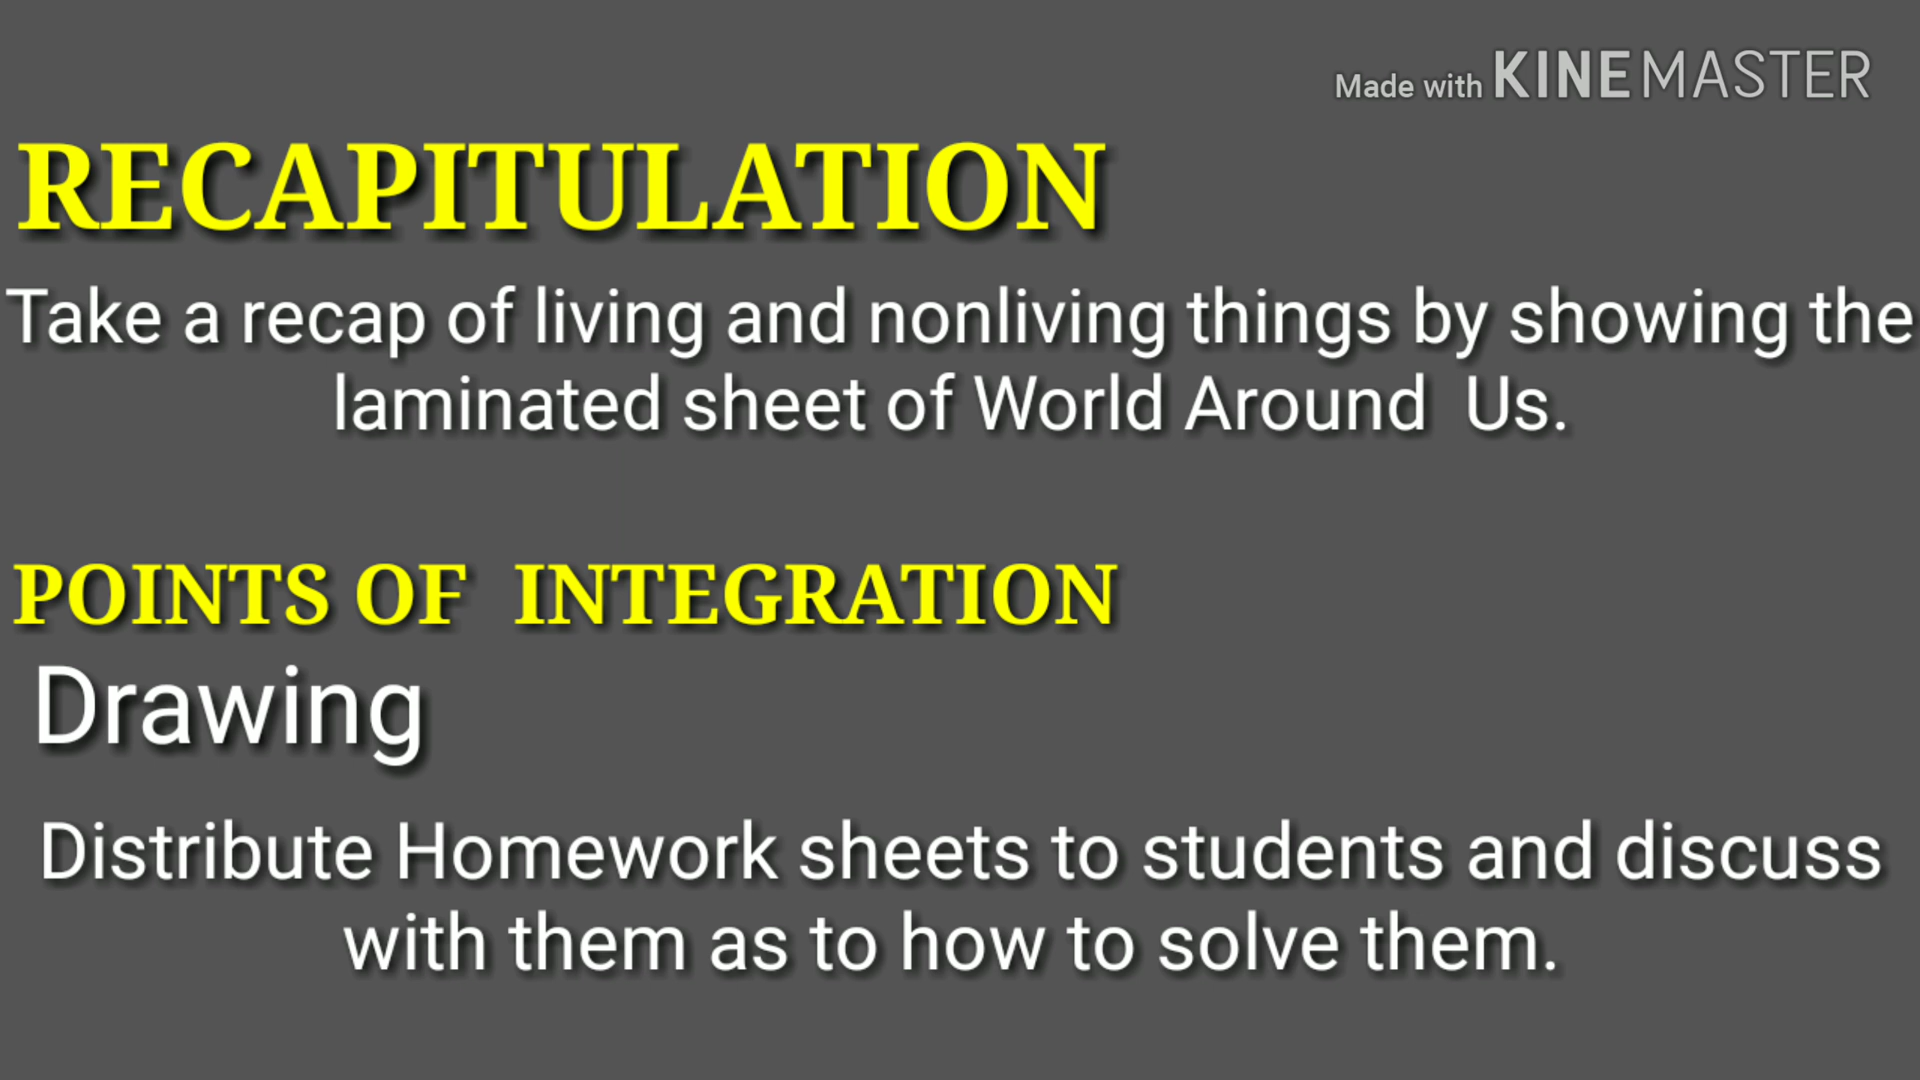 Made with KINEMASTER
RECAPITULATION
Take a recap of living and nonliving things by showing the
laminated sheet of World Around  Us.
POINTS OF  INTEGRATION
Drawing
Distribute Homework sheets to students and discuss
with them as to how to solve them.